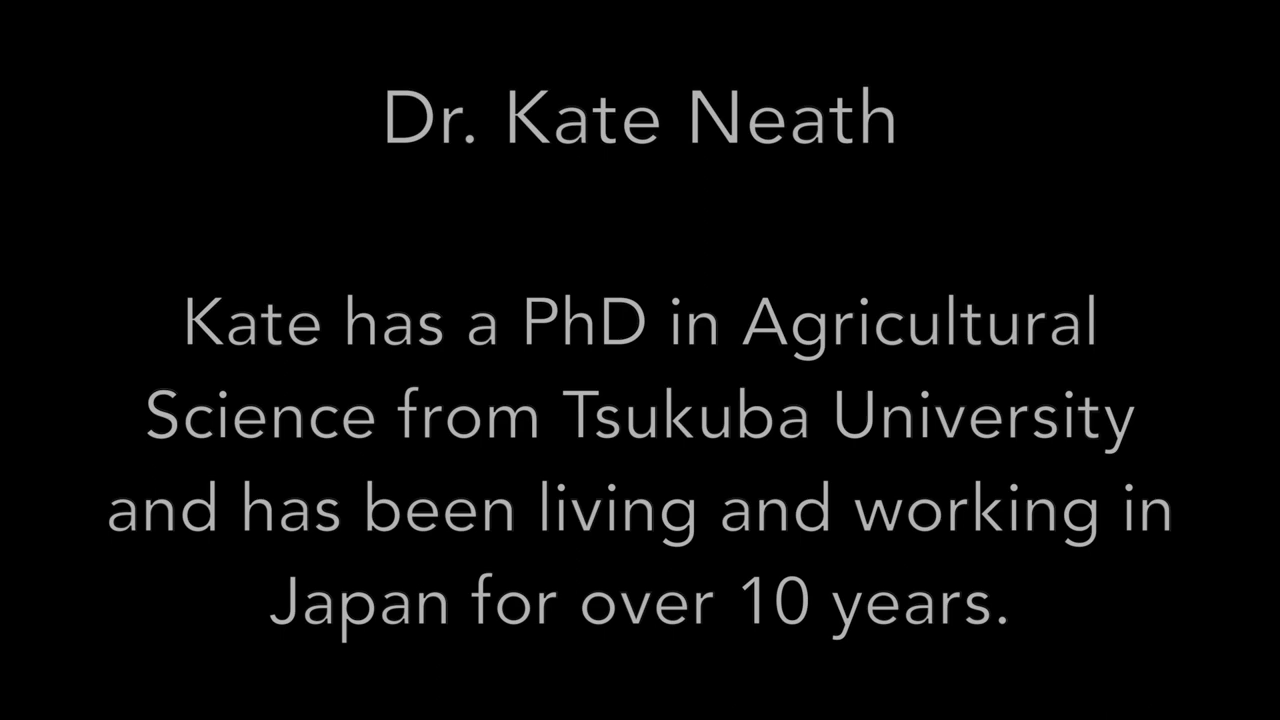 Dr. Kate Neath
Kate has a PhD in Agricultural
Science from Tsukuba University
and has been living and working in
Japan for over 10 years.